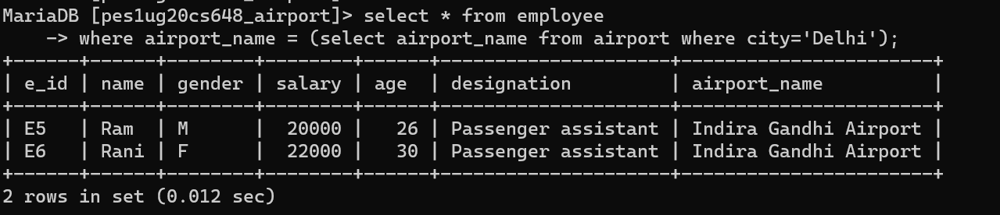 MariaDB [pes1ug20cs648_airport]> select * from employee
    -> where airport_name = (select airport_name from airport where city='Delhi');
+------+------+--------+--------+------+---------------------+-----------------------+
| e_id | name | gender | salary | age  | designation         | airport_name          |
+------+------+--------+--------+------+---------------------+-----------------------+
| E5   | Ram  | M      |  20000 |   26 | Passenger assistant | Indira Gandhi Airport |
| E6   | Rani | F      |  22000 |   30 | Passenger assistant | Indira Gandhi Airport |
+------+------+--------+--------+------+---------------------+-----------------------+
2 rows in set (0.012 sec)